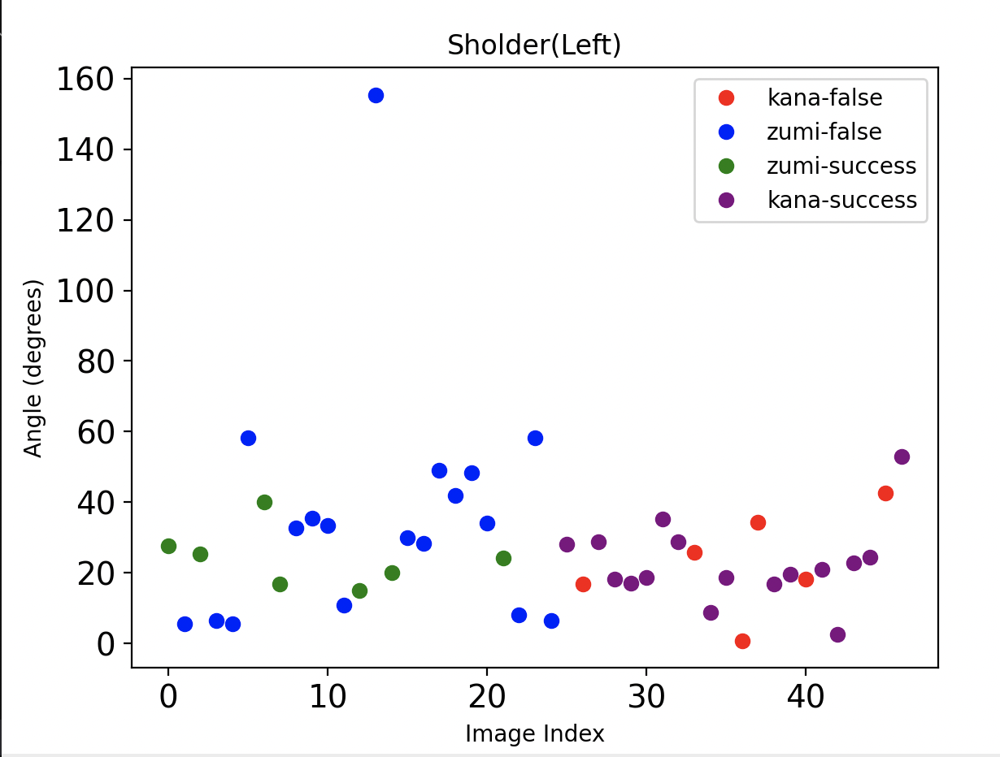 Sholder(Left)
160
140
120
100
80
60
40
20
0
Angle (degrees)
kana-false
zumi-false
zumi-success
kana-success
0 10 20 30 40
Image Index